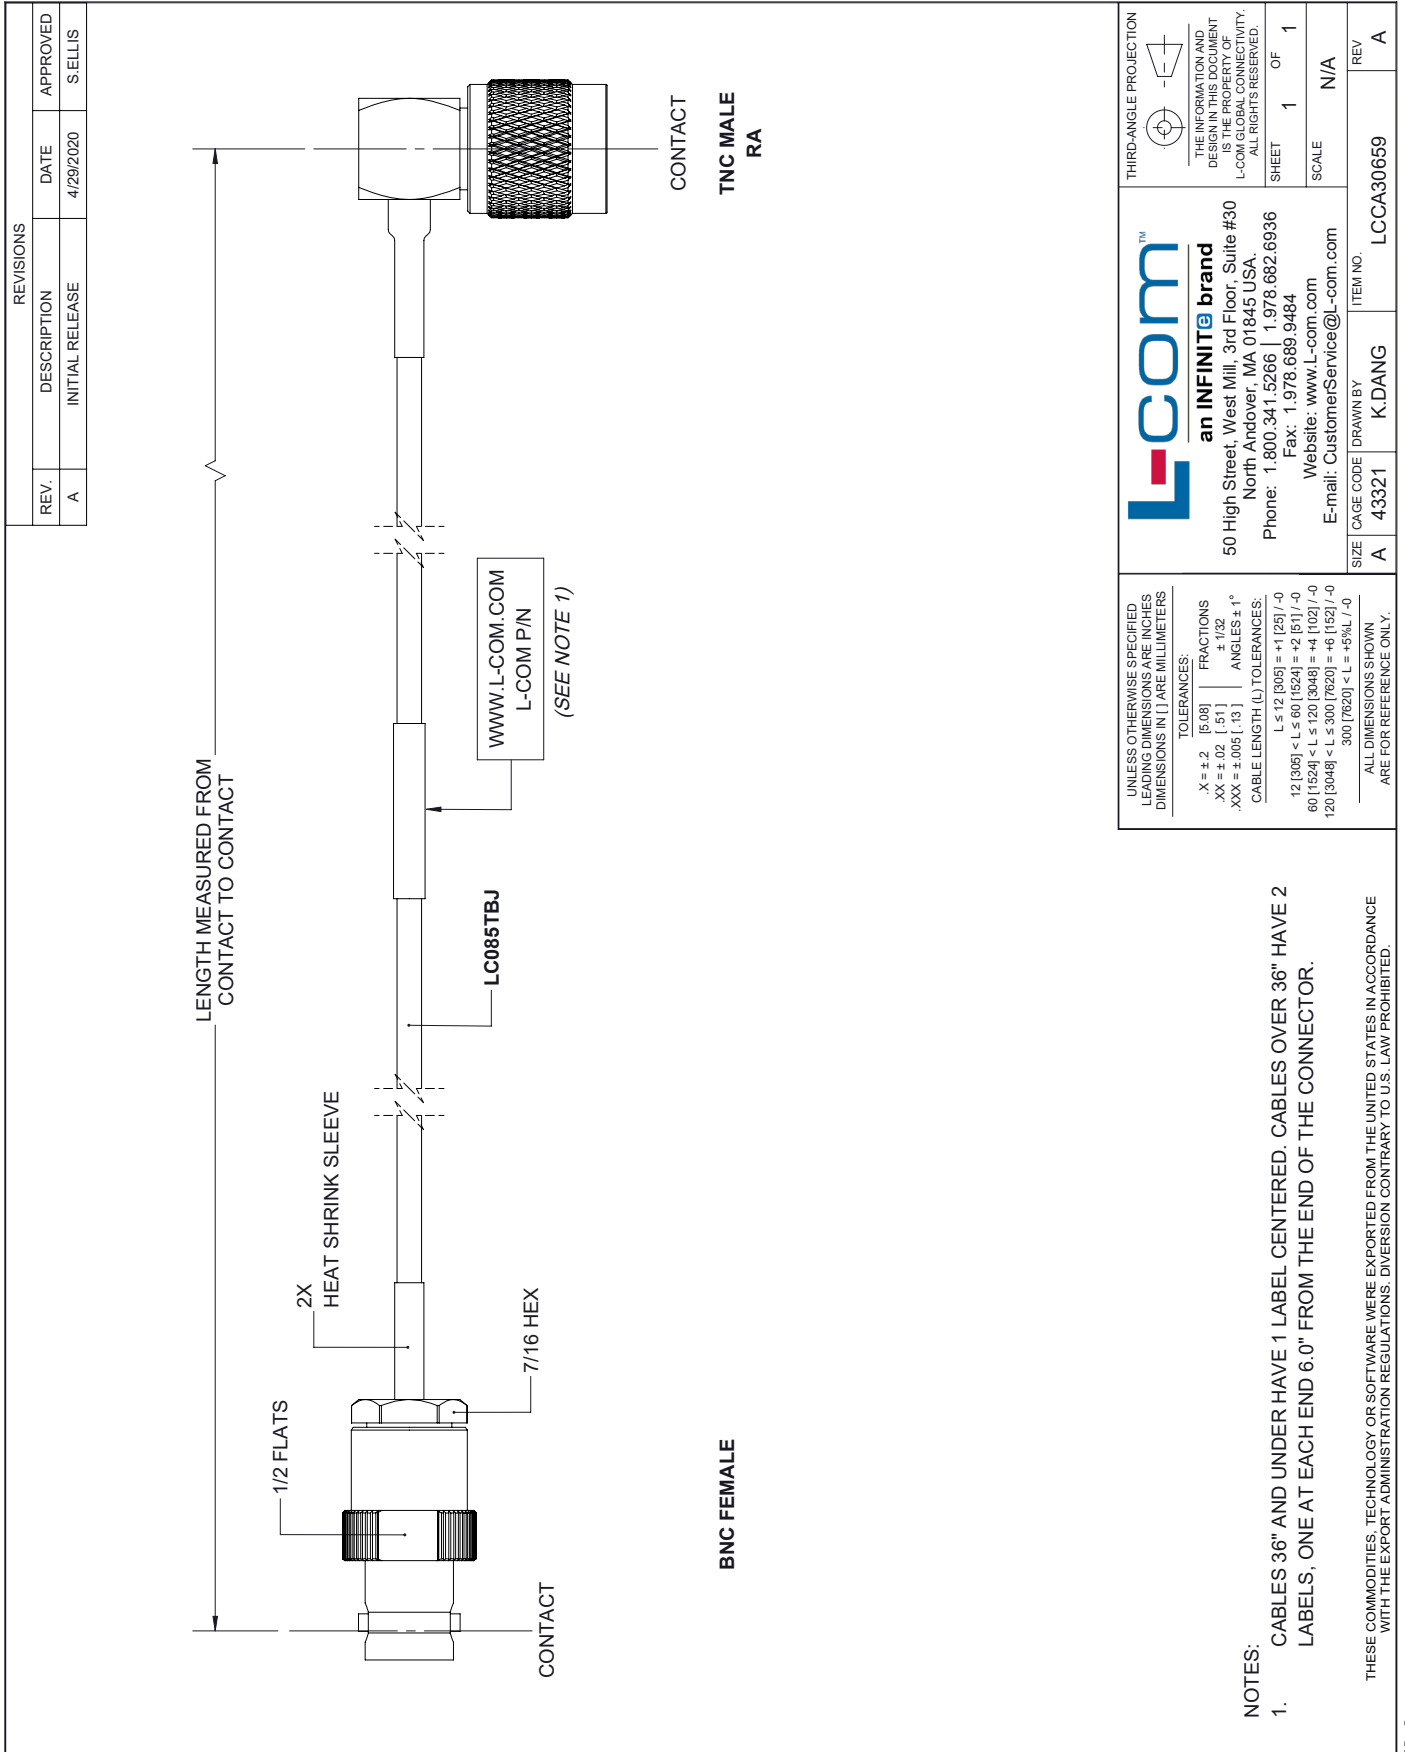 REVISIONS
REV. DESCRIPTION DATE APPROVED
A INITIAL RELEASE 4/29/2020 S.ELLIS
LENGTH MEASURED FROM
CONTACT TO CONTACT
1/2 FLATS
2X
HEAT SHRINK SLEEVE
7/16 HEX
CONTACT
LC085TBJ
WWW.L-COM.COM
L-COM P/N
(SEE NOTE 1)
CONTACT
BNC FEMALE
TNC MALE
RA
NOTES:
1. CABLES 36" AND UNDER HAVE 1 LABEL CENTERED. CABLES OVER 36" HAVE 2
LABELS, ONE AT EACH END 6.0" FROM THE END OF THE CONNECTOR.
THESE COMMODITIES, TECHNOLOGY OR SOFTWARE WERE EXPORTED FROM THE UNITED STATES IN ACCORDANCE
WITH THE EXPORT ADMINISTRATION REGULATIONS. DIVERSION CONTRARY TO U.S. LAW PROHIBITED.
UNLESS OTHERWISE SPECIFIED
LEADING DIMENSIONS ARE INCHES
DIMENSIONS IN [ ] ARE MILLIMETERS
TOLERANCES:
.X = ±.2 [5.08] FRACTIONS
.XX = ±.02 [.51] ± 1/32
.XXX = ±.005 [.13] ANGLES ± 1°
CABLE LENGTH (L) TOLERANCES:
L ≤ 12 [305] = +1 [25] / -0
12 [305] < L ≤ 60 [1524] = +2 [51] / -0
60 [1524] < L ≤ 120 [3048] = +4 [102] / -0
120 [3048] < L ≤ 300 [7620] = +6 [152] / -0
300 [7620] < L = +5%L / -0
ALL DIMENSIONS SHOWN
ARE FOR REFERENCE ONLY.
L-com™
an INFINITe brand
50 High Street, West Mill, 3rd Floor, Suite #30
North Andover, MA 01845 USA.
Phone: 1.800.341.5266 | 1.978.682.6936
Fax: 1.978.689.9484
Website: www.L-com.com
E-mail: CustomerService@L-com.com
THIRD-ANGLE PROJECTION
THE INFORMATION AND
DESIGN IN THIS DOCUMENT
IS THE PROPERTY OF
L-COM GLOBAL CONNECTIVITY.
ALL RIGHTS RESERVED.
SHEET 1 OF 1
SCALE N/A
SIZE A
CAGE CODE 43321
DRAWN BY K.DANG
ITEM NO. LCCA30659
REV A